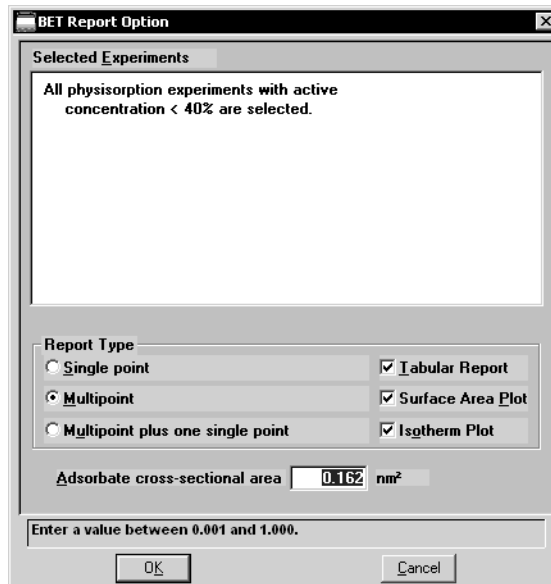 BET Report Option
Selected Experiments
All physisorption experiments with active
concentration < 40% are selected.
Report Type
Single point
Tabular Report
Multipoint
Surface Area Plot
Multipoint plus one single point
Isotherm Plot
Adsorbate cross-sectional area 0.162 nm²
Enter a value between 0.001 and 1.000.
OK
Cancel